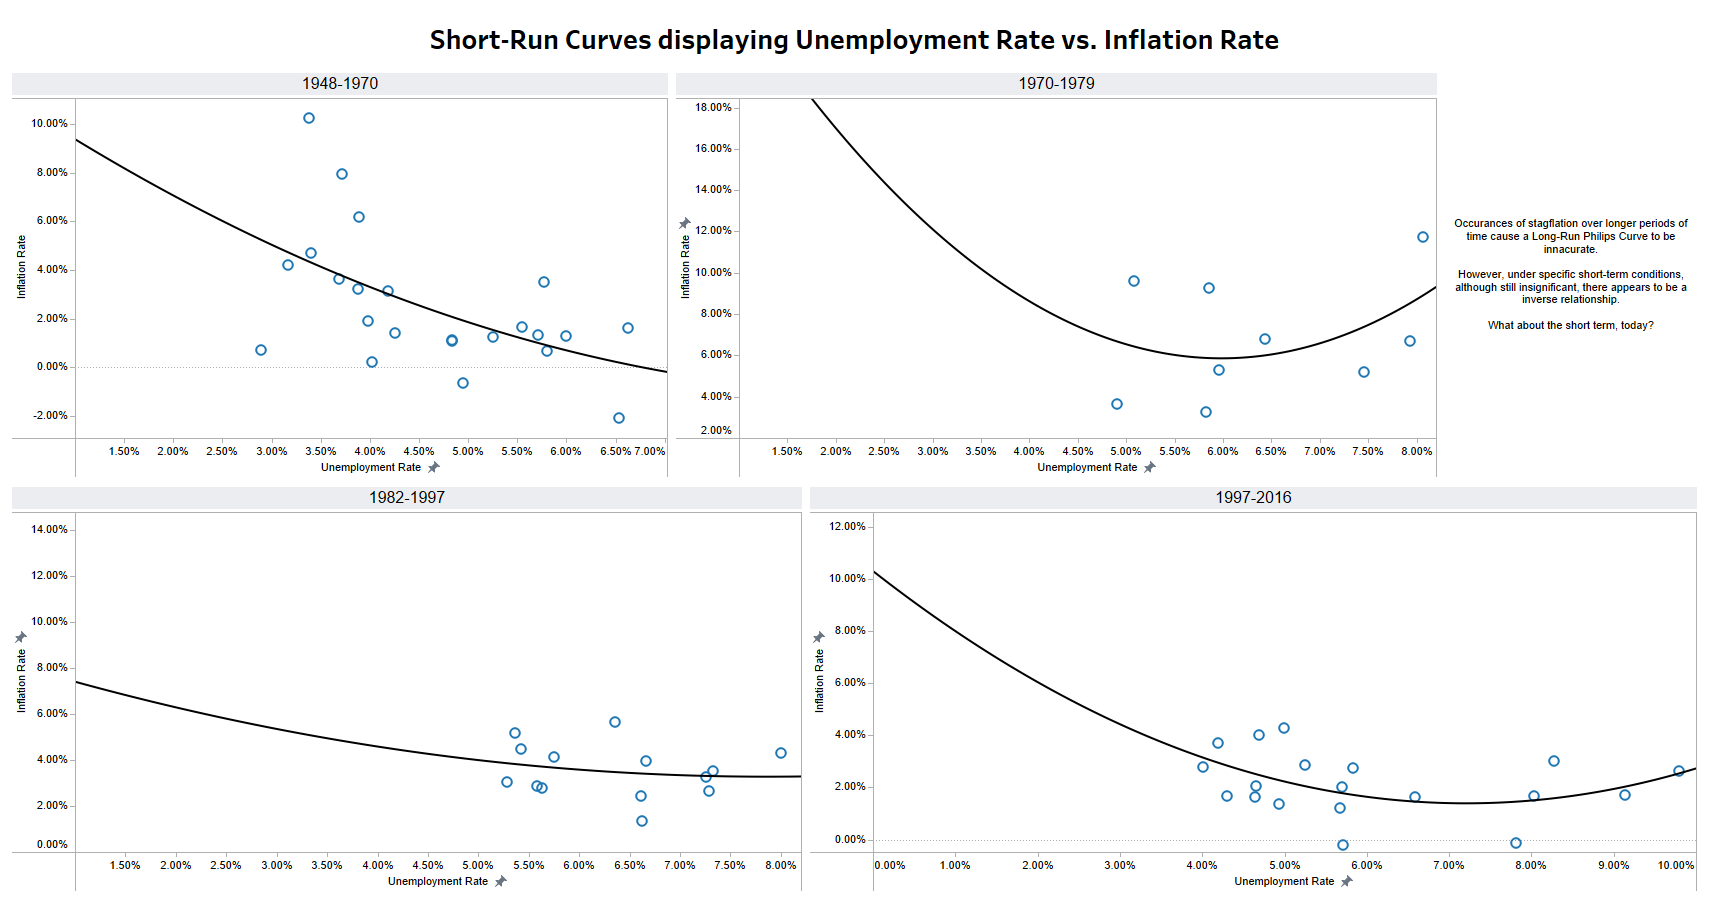 Short-Run Curves displaying Unemployment Rate vs. Inflation Rate
1948-1970
10.00%
8.00%
6.00%
4.00%
2.00%
0.00%
-2.00%
Inflation Rate
1.50% 2.00% 2.50% 3.00% 3.50% 4.00% 4.50% 5.00% 5.50% 6.00% 6.50% 7.00%
Unemployment Rate
1970-1979
18.00%
16.00%
14.00%
12.00%
10.00%
8.00%
6.00%
4.00%
2.00%
Inflation Rate
1.50% 2.00% 2.50% 3.00% 3.50% 4.00% 4.50% 5.00% 5.50% 6.00% 6.50% 7.00% 7.50% 8.00%
Unemployment Rate
Occurances of stagflation over longer periods of
time cause a Long-Run Philips Curve to be
innacurate.
However, under specific short-term conditions,
although still insignificant, there appears to be a
inverse relationship.
What about the short term, today?
1982-1997
14.00%
12.00%
10.00%
8.00%
6.00%
4.00%
2.00%
0.00%
Inflation Rate
1.50% 2.00% 2.50% 3.00% 3.50% 4.00% 4.50% 5.00% 5.50% 6.00% 6.50% 7.00% 7.50% 8.00%
Unemployment Rate
1997-2016
12.00%
10.00%
8.00%
6.00%
4.00%
2.00%
0.00%
Inflation Rate
0.00% 1.00% 2.00% 3.00% 4.00% 5.00% 6.00% 7.00% 8.00% 9.00% 10.00%
Unemployment Rate